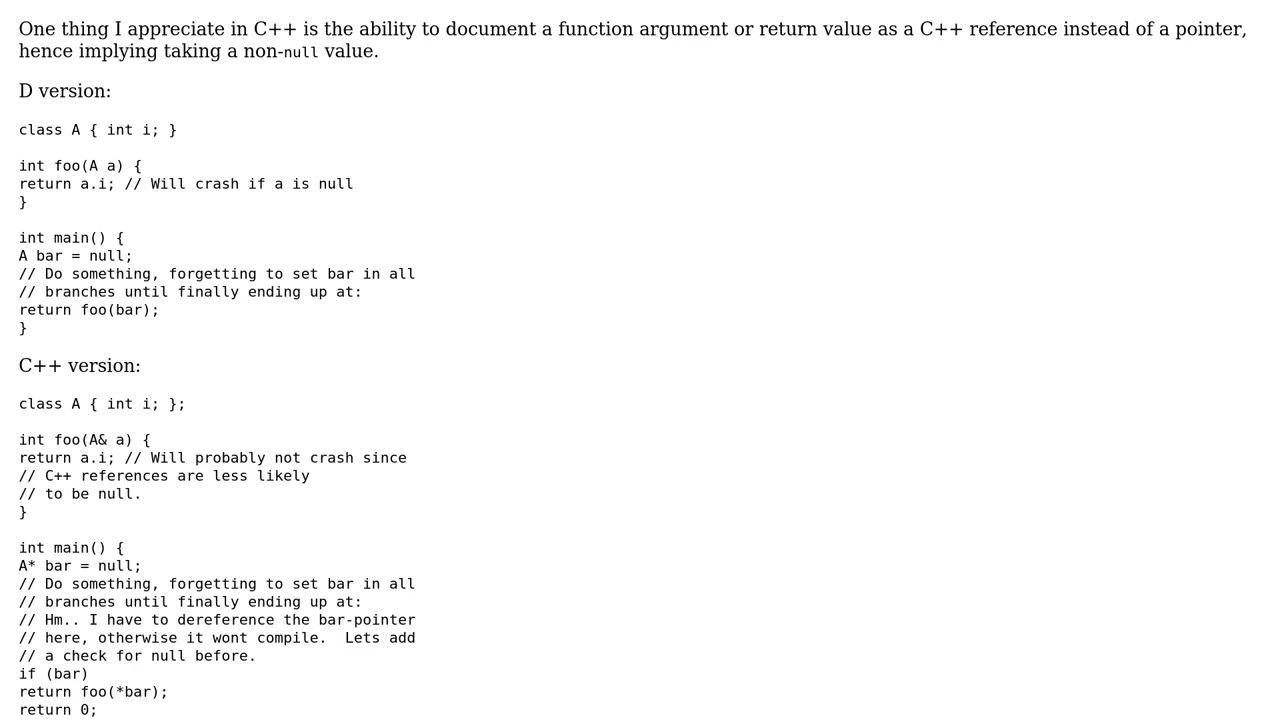 One thing I appreciate in C++ is the ability to document a function argument or return value as a C++ reference instead of a pointer,
hence implying taking a non-null value.
D version:
class A { int i; }
int foo(A a) {
return a.i; // Will crash if a is null
}
int main() {
A bar = null;
// Do something, forgetting to set bar in all
// branches until finally ending up at:
return foo(bar);
}
C++ version:
class A { int i; };
int foo(A& a) {
return a.i; // Will probably not crash since
// C++ references are less likely
// to be null.
}
int main() {
A* bar = null;
// Do something, forgetting to set bar in all
// branches until finally ending up at:
// Hm.. I have to dereference the bar-pointer
// here, otherwise it wont compile.  Lets add
// a check for null before.
if (bar)
return foo(*bar);
return 0;